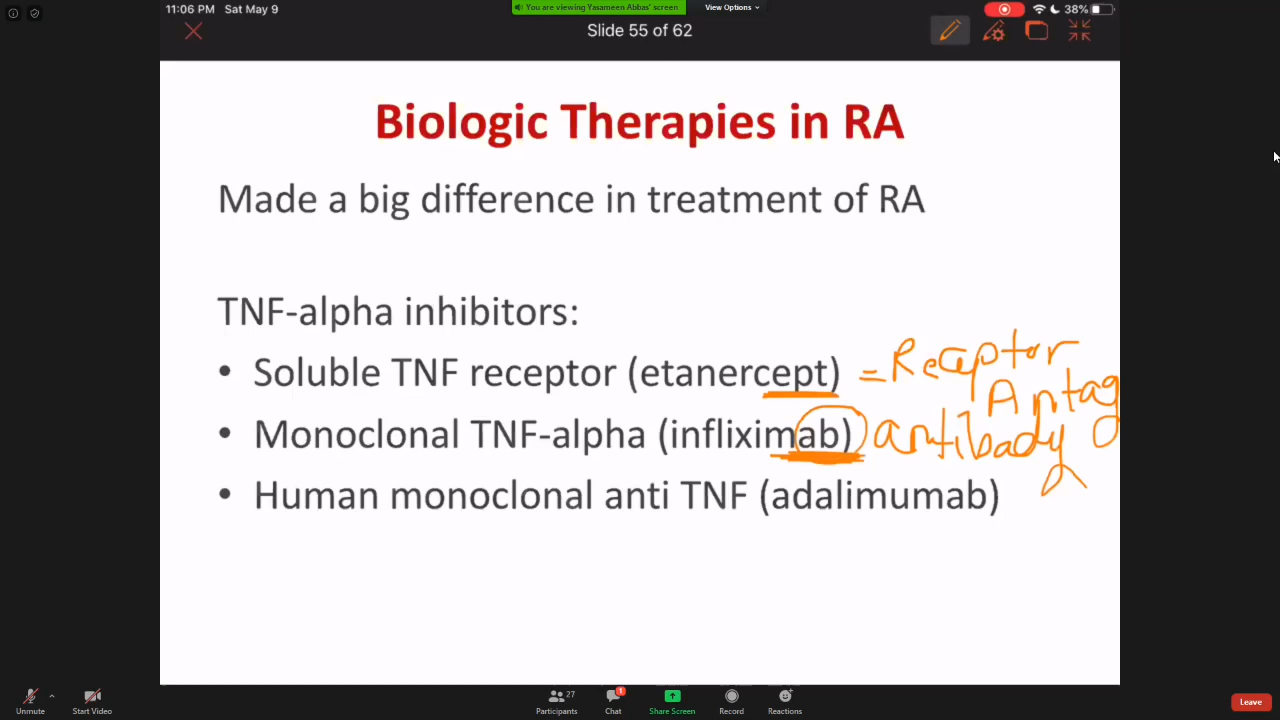 11:06 PM Sat May 9
You are viewing Yasameen Abbas' screen
View Options
38%
Slide 55 of 62
Biologic Therapies in RA
Made a big difference in treatment of RA
TNF-alpha inhibitors:
• Soluble TNF receptor (etanercept) = Receptor
Antag
• Monoclonal TNF-alpha (infliximab) antibady
• Human monoclonal anti TNF (adalimumab)
Unmute
Start Video
Participants 27
Chat 1
Share Screen
Record
Reactions
Leave